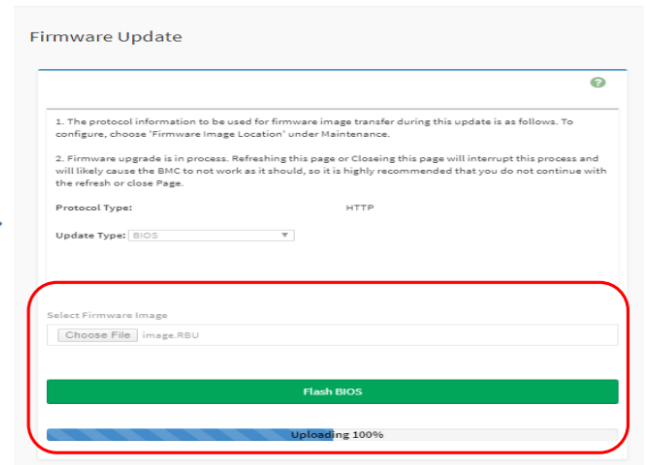 Firmware Update
?
1. The protocol information to be used for firmware image transfer during this update is as follows. To
configure, choose 'Firmware Image Location' under Maintenance.
2. Firmware upgrade is in process. Refreshing this page or Closeing this page will interrupt this process and
will likely cause the BMC to not work as it should, so it is highly recommended that you do not continue with
the refresh or close Page.
Protocol Type: HTTP
Update Type: BIOS
Select Firmware Image
Choose File image.RBU
Flash BIOS
Uploading 100%